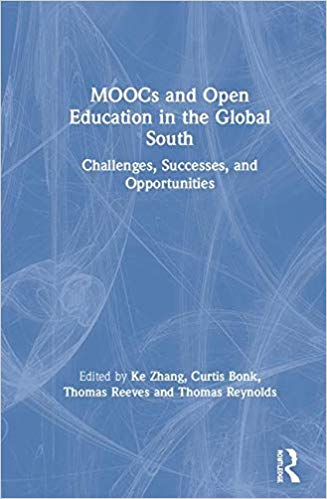 MOOCs and Open
Education in the Global
South
Challenges, Successes, and
Opportunities
Edited by Ke Zhang, Curtis Bonk,
Thomas Reeves and Thomas Reynolds
ROUTLEDGE